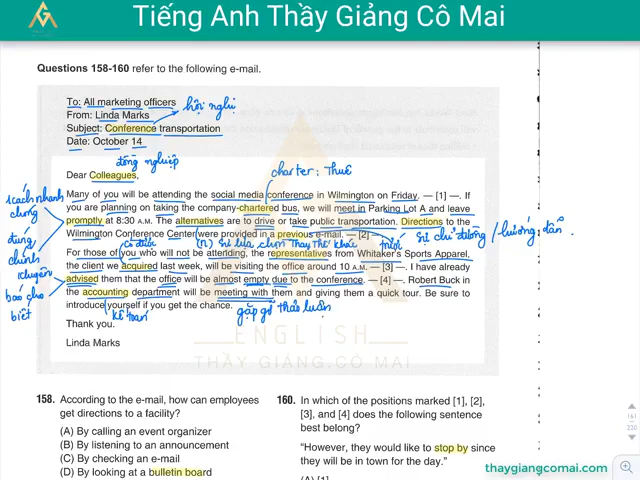 Tiếng Anh Thầy Giảng Cô Mai
Questions 158-160 refer to the following e-mail.
To: All marketing officers
hội nghị
From: Linda Marks
Subject: Conference transportation
Date: October 14
đồng nghiệp
charter: thuê
Dear Colleagues,
Many of you will be attending the social media conference in Wilmington on Friday. — [1] —. If
you are planning on taking the company-chartered bus, we will meet in Parking Lot A and leave
promptly at 8:30 A.M. The alternatives are to drive or take public transportation. Directions to the
Wilmington Conference Center were provided in a previous e-mail. — [2] —.
nhanh
chóng
đúng
(n) sự lựa chọn thay thế khác
trước
sự chỉ đường / hướng dẫn.
For those of you who will not be attending, the representatives from Whitaker's Sports Apparel,
the client we acquired last week, will be visiting the office around 10 A.M. — [3] —. I have already
advised them that the office will be almost empty due to the conference. — [4] —. Robert Buck in
the accounting department will be meeting with them and giving them a quick tour. Be sure to
introduce yourself if you get the chance.
khuyên
báo cho
biết
kế toán
gặp gỡ thảo luận
Thank you.
Linda Marks
ENGLISH
THẦY GIẢNG CÔ MAI
158. According to the e-mail, how can employees
get directions to a facility?
(A) By calling an event organizer
(B) By listening to an announcement
(C) By checking an e-mail
(D) By looking at a bulletin board
160. In which of the positions marked [1], [2],
[3], and [4] does the following sentence
best belong?
"However, they would like to stop by since
they will be in town for the day."
(A) [1]
161
220
thaygiangcomai.com